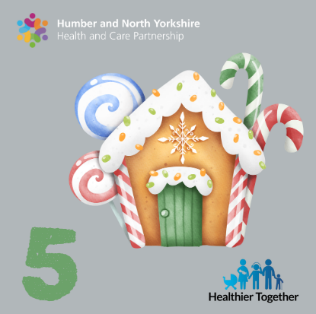 Humber and North Yorkshire
Health and Care Partnership
5
Healthier Together